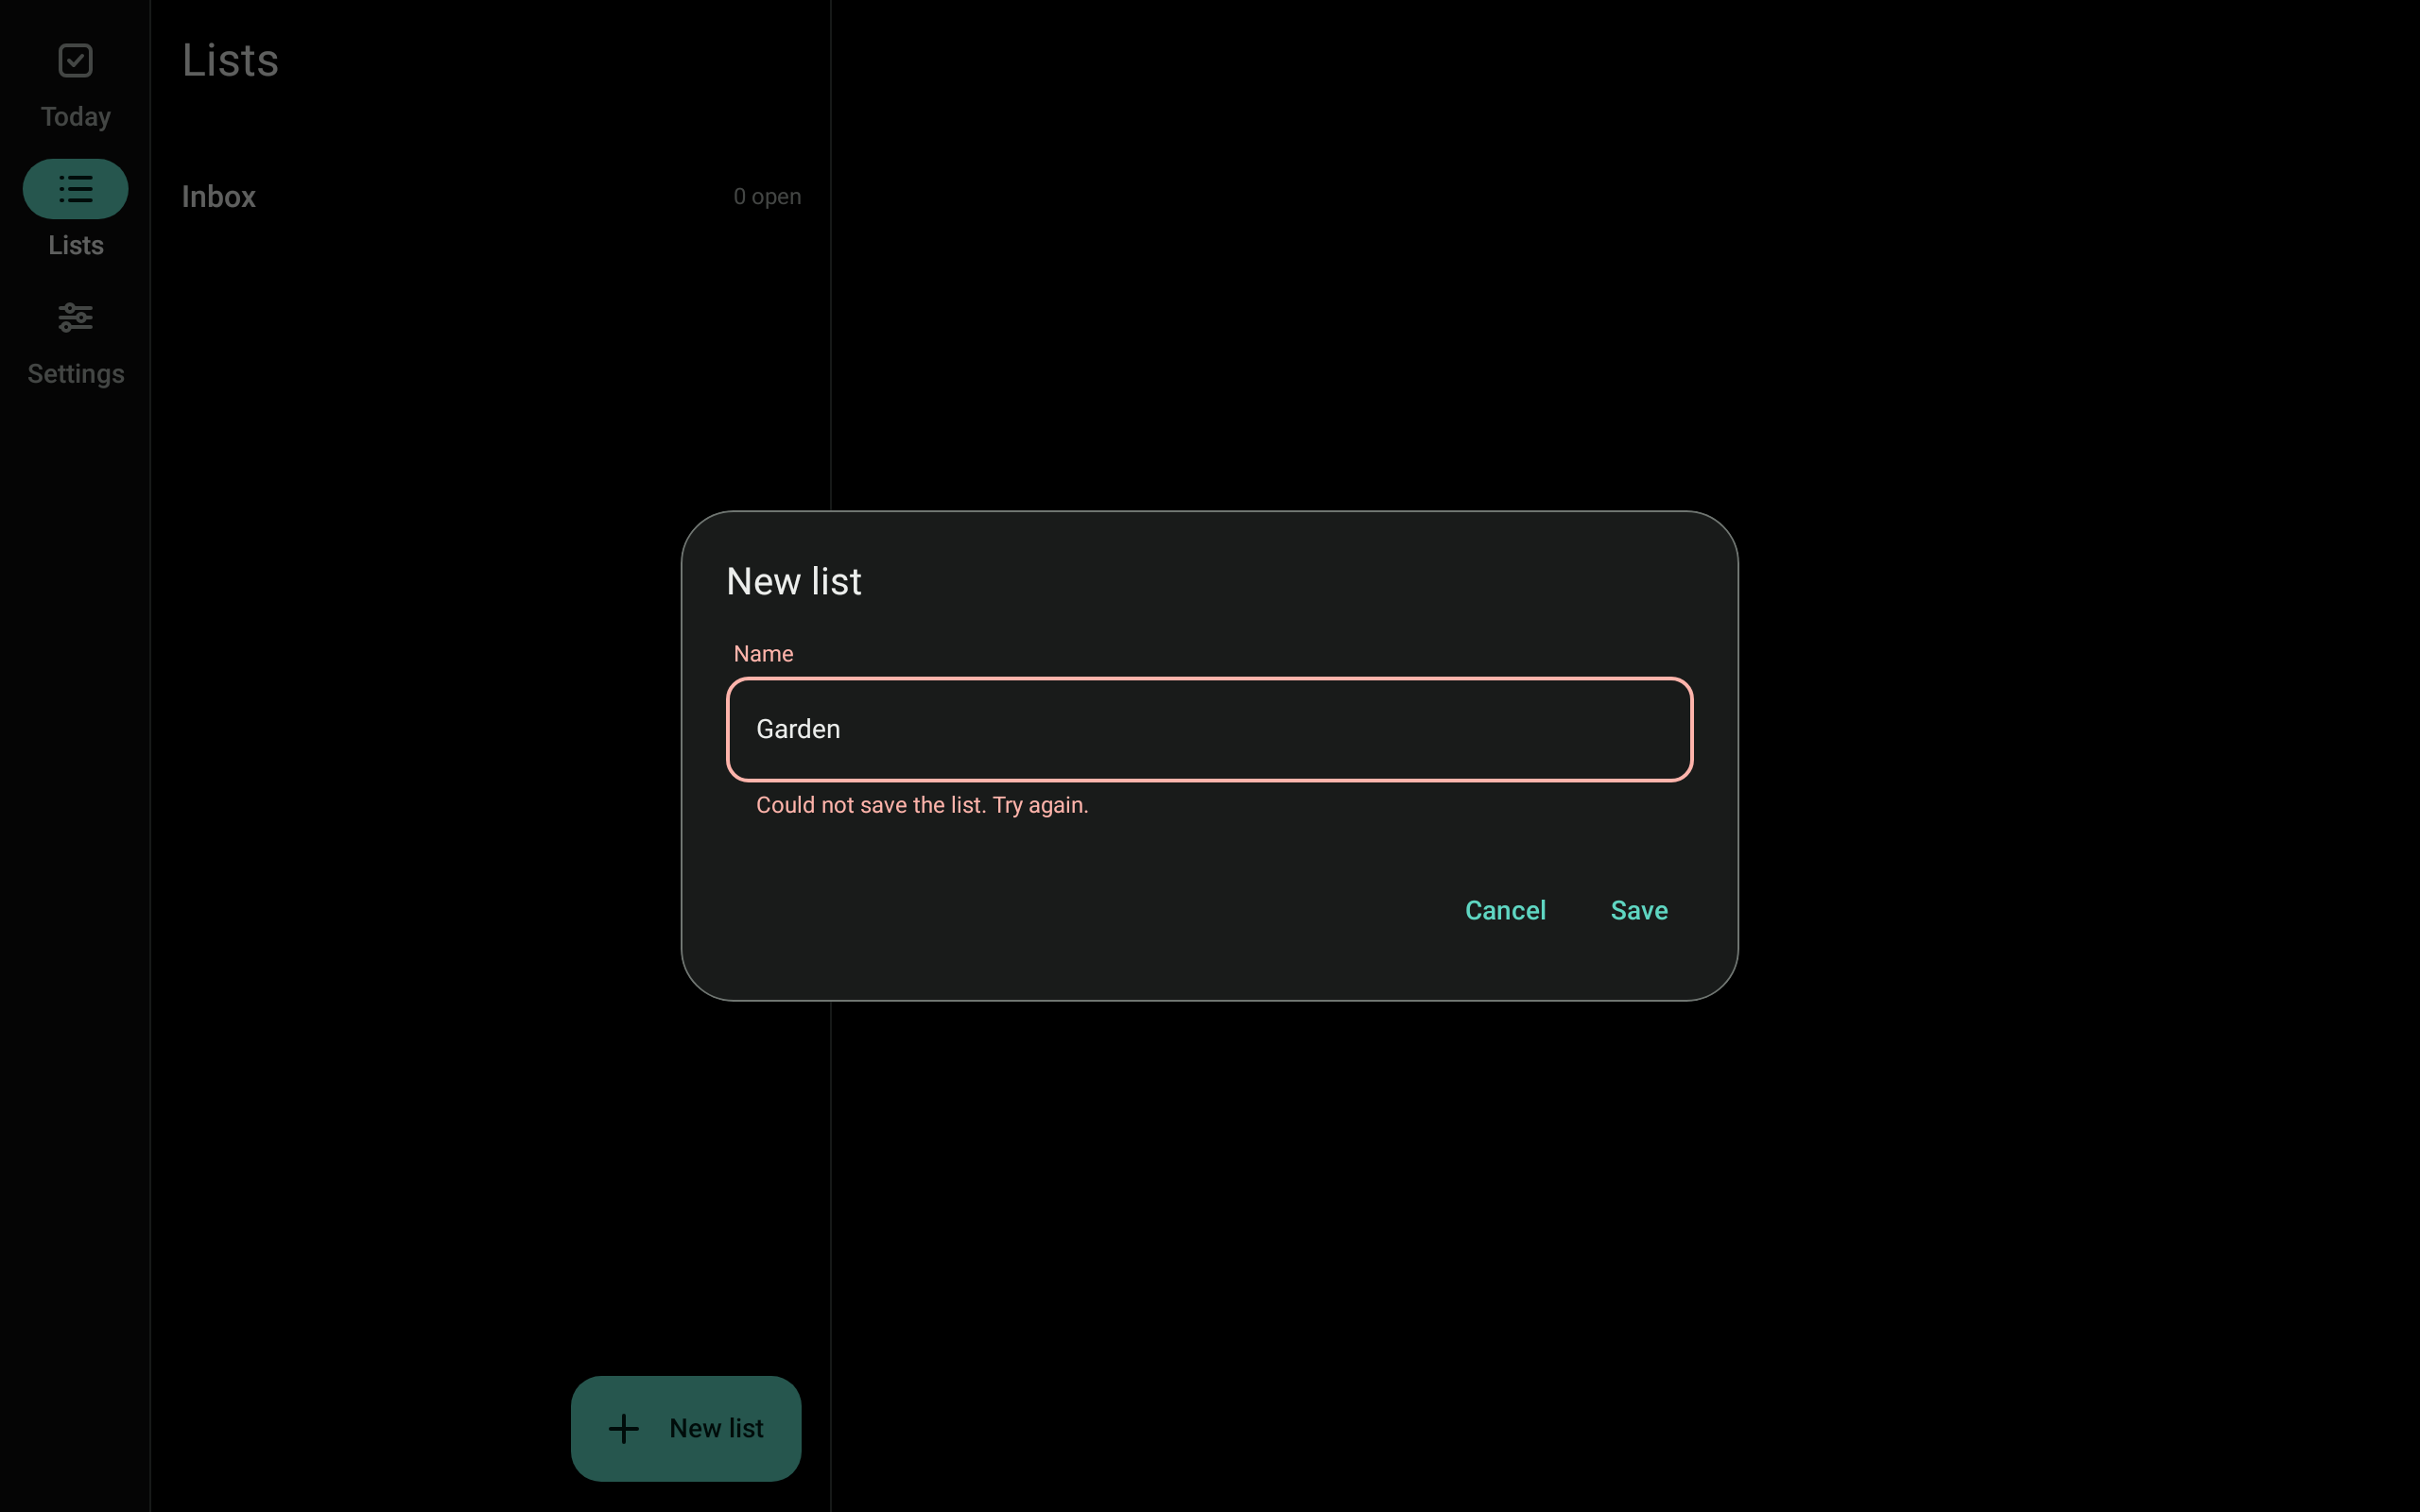 Today
Lists
Settings
Lists
Inbox
0 open
New list
Name
Garden
Could not save the list. Try again.
Cancel
Save
New list